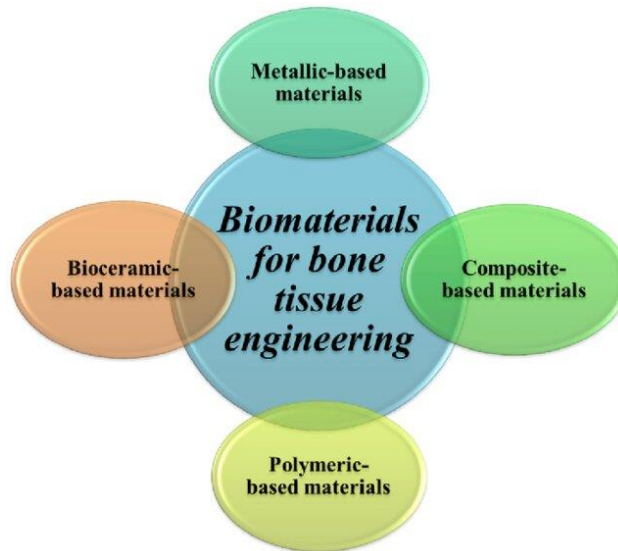 Metallic-based
materials
Biomaterials
for bone
tissue
engineering
Bioceramic-
based materials
Composite-
based materials
Polymeric-
based materials